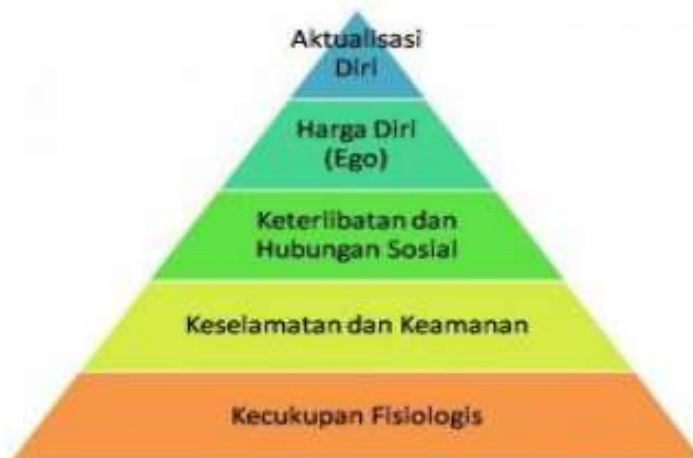 Aktualisasi
Diri
Harga Diri
(Ego)
Keterlibatan dan
Hubungan Sosial
Keselamatan dan Keamanan
Kecukupan Fisiologis